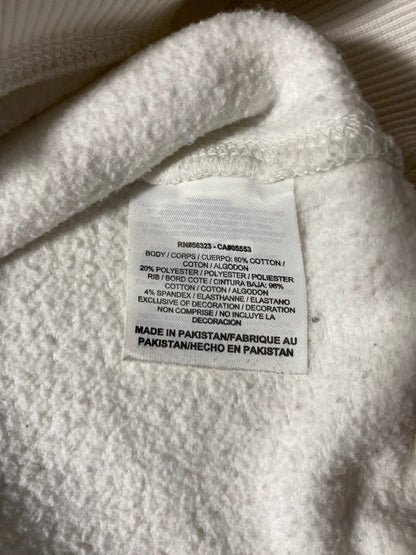 RN#56323 - CA#05553
BODY / CORPS / CUERPO: 80% COTTON /
COTON / ALGODON
20% POLYESTER / POLYESTER / POLIESTER
RIB / BORD COTE / CINTURA BAJA: 96%
COTTON / COTON / ALGODON
4% SPANDEX / ELASTHANNE / ELASTANO
EXCLUSIVE OF DECORATION / DECORATION
NON COMPRISE / NO INCLUYE LA
DECORACION
MADE IN PAKISTAN/FABRIQUE AU
PAKISTAN/HECHO EN PAKISTAN